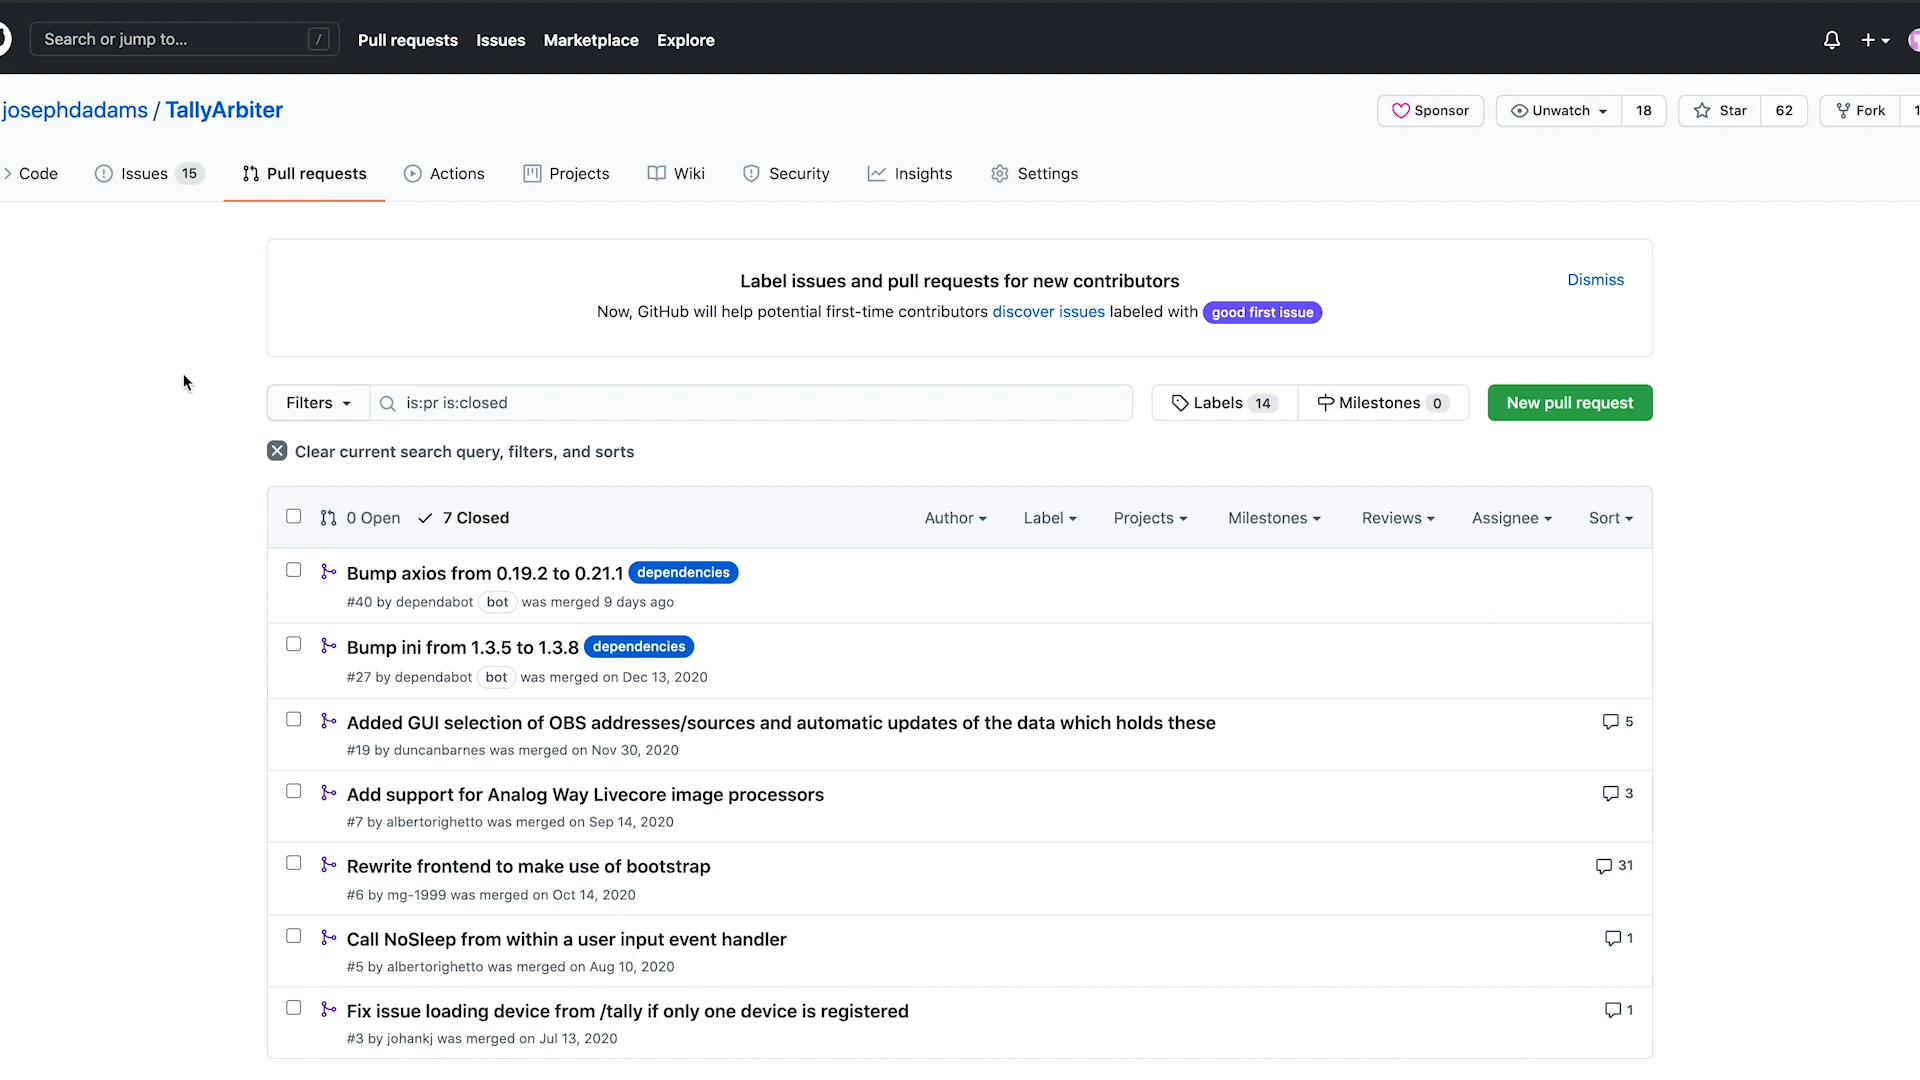 Search or jump to... /
Pull requests Issues Marketplace Explore
josephdadams / TallyArbiter
Sponsor Unwatch 18 Star 62 Fork
Code Issues 15 Pull requests Actions Projects Wiki Security Insights Settings
Label issues and pull requests for new contributors
Dismiss
Now, GitHub will help potential first-time contributors discover issues labeled with good first issue
Filters is:pr is:closed Labels 14 Milestones 0 New pull request
Clear current search query, filters, and sorts
0 Open 7 Closed Author Label Projects Milestones Reviews Assignee Sort
Bump axios from 0.19.2 to 0.21.1 dependencies
#40 by dependabot bot was merged 9 days ago
Bump ini from 1.3.5 to 1.3.8 dependencies
#27 by dependabot bot was merged on Dec 13, 2020
Added GUI selection of OBS addresses/sources and automatic updates of the data which holds these 5
#19 by duncanbarnes was merged on Nov 30, 2020
Add support for Analog Way Livecore image processors 3
#7 by albertorighetto was merged on Sep 14, 2020
Rewrite frontend to make use of bootstrap 31
#6 by mg-1999 was merged on Oct 14, 2020
Call NoSleep from within a user input event handler 1
#5 by albertorighetto was merged on Aug 10, 2020
Fix issue loading device from /tally if only one device is registered 1
#3 by johankj was merged on Jul 13, 2020